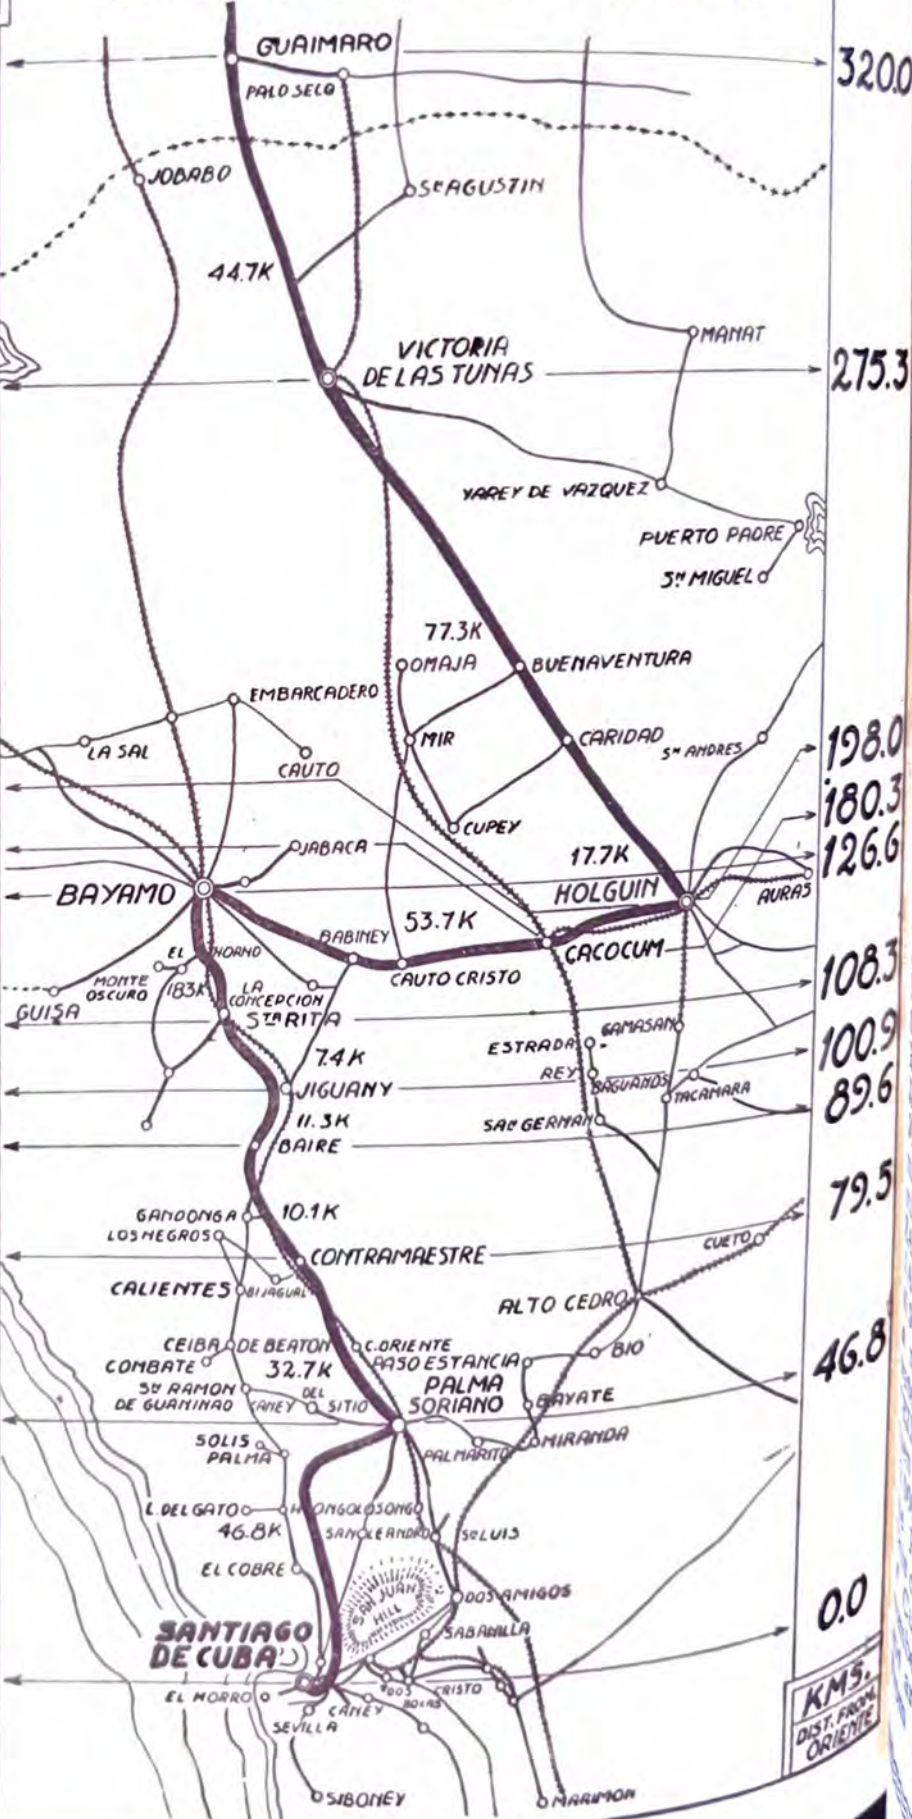 GUAIMARO
320.0
PALO SECO
JOBABO
Sn AGUSTIN
44.7K
MANAT
VICTORIA
DE LAS TUNAS
275.3
YAREY DE VAZQUEZ
PUERTO PADRE
Sn MIGUEL
77.3K
OMAJA
BUENAVENTURA
EMBARCADERO
MIR
CARIDAD
Sn ANDRES
198.0
LA SAL
CAUTO
180.3
CUPEY
JABACA
17.7K
126.6
BAYAMO
HOLGUIN
AURAS
53.7K
BABINEY
EL HORNO
CACOCUM
MONTE
OSCURO
18.3K
LA
CONCEPCION
CAUTO CRISTO
108.3
GUISA
STA RITA
GAMASAN
ESTRADA
7.4K
100.9
REY
BAGUANOS
JIGUANY
TACAMARA
89.6
11.3K
SAN GERMAN
BAIRE
79.5
GANDONGA
10.1K
LOS NEGROS
CUETO
CONTRAMAESTRE
CALIENTES
BIJAGUAL
ALTO CEDRO
CEIBA
DE BEATON
C. ORIENTE
BIO
46.8
COMBATE
32.7K
PASO ESTANCIA
Sn RAMON
DE GUANINAO
CANEY
DEL
SITIO
PALMA
SORIANO
BAYATE
SOLIS
PALMA
PALMARITO
MIRANDA
L. DEL GATO
HONGOLOSONGO
46.8K
SAN LEANDRO
Sn LUIS
EL COBRE
SAN JUAN
HILL
DOS AMIGOS
0.0
SANTIAGO
DE CUBA
SABANILLA
EL MORRO
DOS
BOCAS
CRISTO
CANEY
SEVILLA
KMS.
DIST. FROM
ORIENTE
SIBONEY
MARIMON